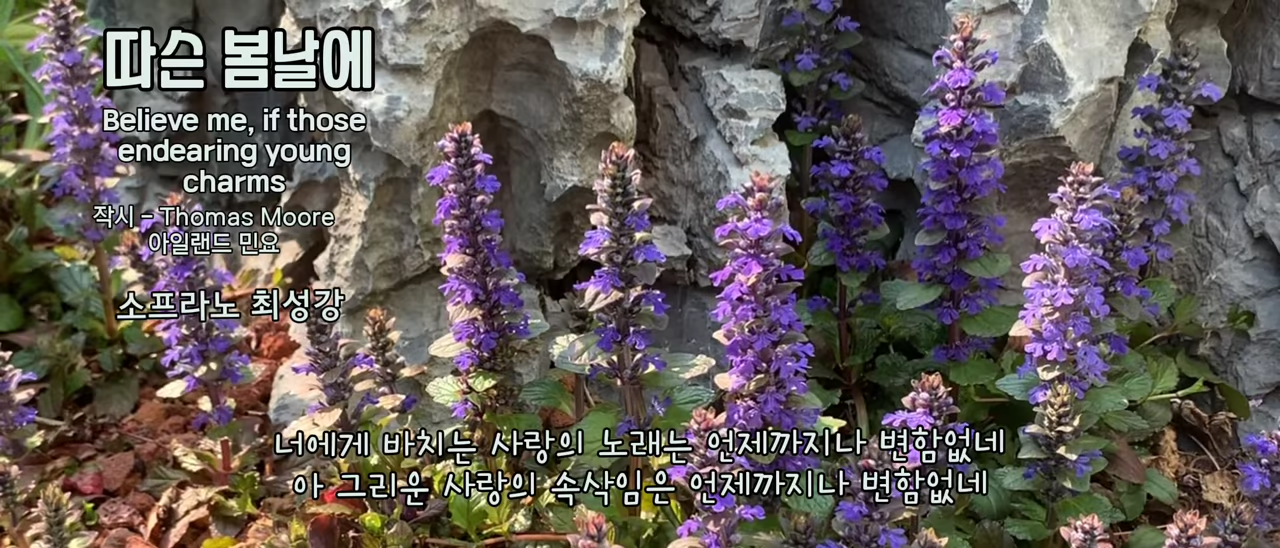 따슨 봄날에
Believe me, if those
endearing young
charms
작시 - Thomas Moore
아일랜드 민요
소프라노 최성강
너에게 바치는 사랑의 노래는 언제까지나 변함없네
아 그리운 사랑의 속삭임은 언제까지나 변함없네